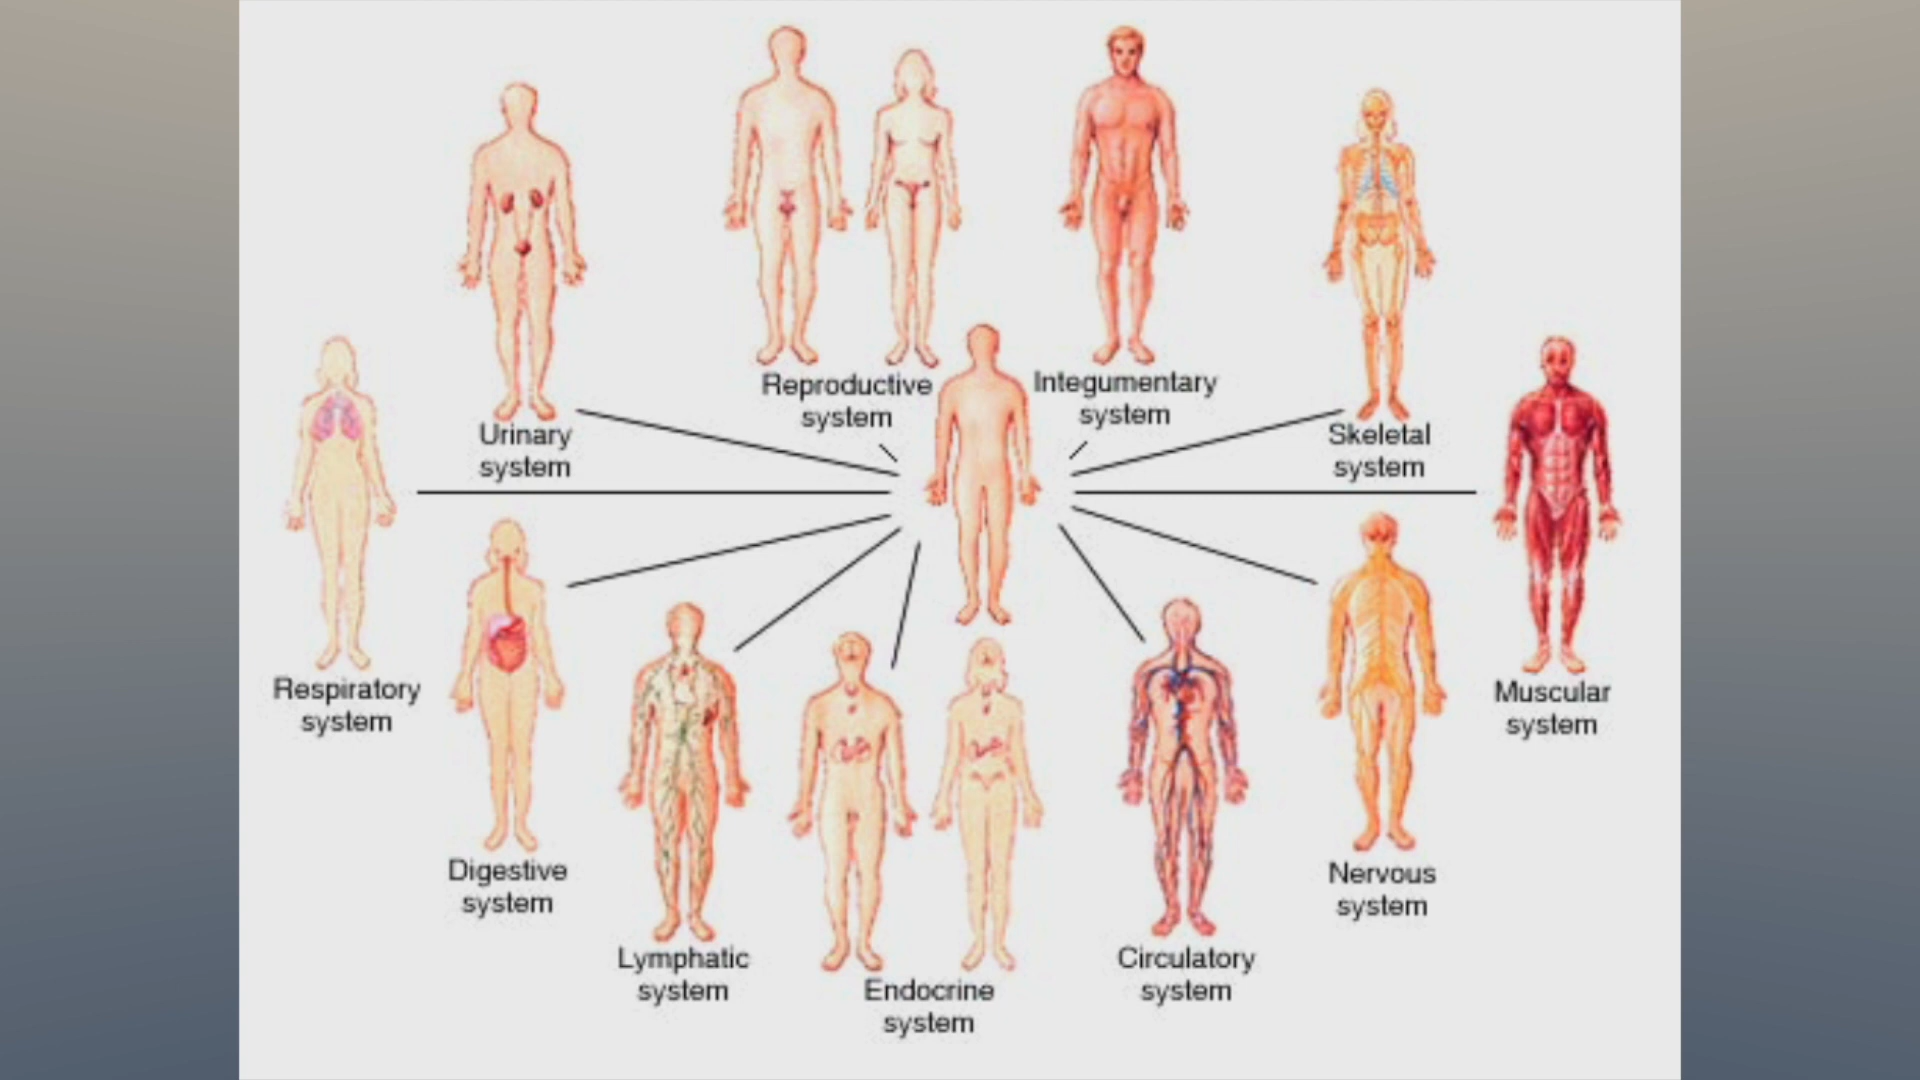 Reproductive
system
Integumentary
system
Urinary
system
Skeletal
system
Respiratory
system
Muscular
system
Digestive
system
Nervous
system
Lymphatic
system
Endocrine
system
Circulatory
system